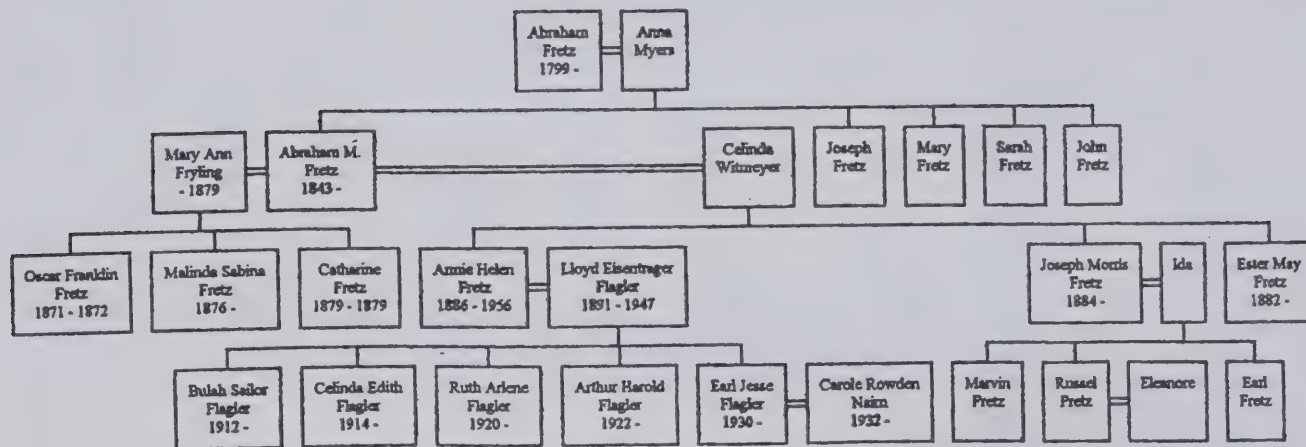 Abraham
Fretz
1799 -
Anna
Myers
Mary Ann
Fryling
- 1879
Abraham M.
Fretz
1843 -
Celinda
Witmeyer
Joseph
Fretz
Mary
Fretz
Sarah
Fretz
John
Fretz
Oscar Franklin
Fretz
1871 - 1872
Malinda Sabina
Fretz
1876 -
Catharine
Fretz
1879 - 1879
Annie Helen
Fretz
1886 - 1956
Lloyd Eisentrager
Flagler
1891 - 1947
Joseph Morris
Fretz
1884 -
Ida
Ester May
Fretz
1882 -
Bulah Sailor
Flagler
1912 -
Celinda Edith
Flagler
1914 -
Ruth Arlene
Flagler
1920 -
Arthur Harold
Flagler
1922 -
Earl Jesse
Flagler
1930 -
Carole Rowden
Nairn
1932 -
Marvin
Fretz
Russel
Fretz
Eleanore
Earl
Fretz